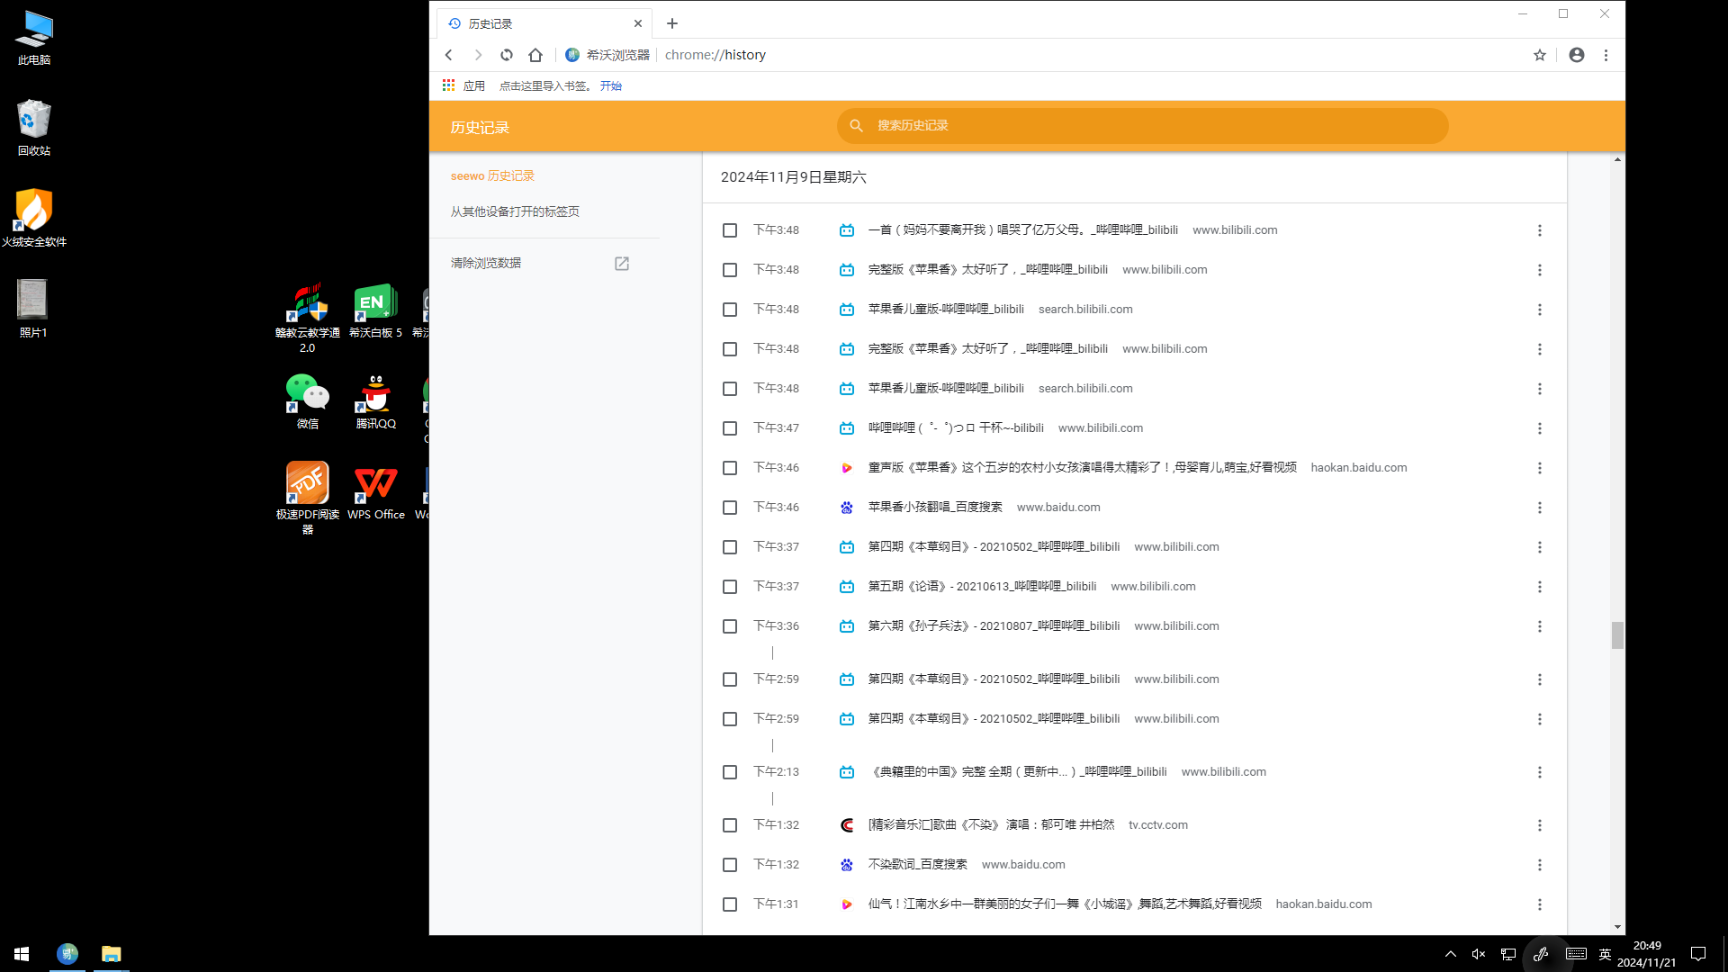 此电脑
回收站
火绒安全软件
照片1
赣教云教学通
2.0
希沃白板 5
希沃
微信
腾讯QQ
极速PDF阅读
器
WPS Office
历史记录
希沃浏览器
chrome://history
应用
点击这里导入书签。
开始
历史记录
搜索历史记录
seewo 历史记录
从其他设备打开的标签页
清除浏览数据
2024年11月9日星期六
下午3:48 一首（妈妈不要离开我）唱哭了亿万父母。_哔哩哔哩_bilibili www.bilibili.com
下午3:48 完整版《苹果香》太好听了，_哔哩哔哩_bilibili www.bilibili.com
下午3:48 苹果香儿童版-哔哩哔哩_bilibili search.bilibili.com
下午3:48 完整版《苹果香》太好听了，_哔哩哔哩_bilibili www.bilibili.com
下午3:48 苹果香儿童版-哔哩哔哩_bilibili search.bilibili.com
下午3:47 哔哩哔哩 (゜-゜)つロ 干杯~-bilibili www.bilibili.com
下午3:46 童声版《苹果香》这个五岁的农村小女孩演唱得太精彩了！,母婴育儿,萌宝,好看视频 haokan.baidu.com
下午3:46 苹果香小孩翻唱_百度搜索 www.baidu.com
下午3:37 第四期《本草纲目》- 20210502_哔哩哔哩_bilibili www.bilibili.com
下午3:37 第五期《论语》- 20210613_哔哩哔哩_bilibili www.bilibili.com
下午3:36 第六期《孙子兵法》- 20210807_哔哩哔哩_bilibili www.bilibili.com
下午2:59 第四期《本草纲目》- 20210502_哔哩哔哩_bilibili www.bilibili.com
下午2:59 第四期《本草纲目》- 20210502_哔哩哔哩_bilibili www.bilibili.com
下午2:13 《典籍里的中国》完整 全期（更新中...）_哔哩哔哩_bilibili www.bilibili.com
下午1:32 [精彩音乐汇]歌曲《不染》 演唱：郁可唯 井柏然 tv.cctv.com
下午1:32 不染歌词_百度搜索 www.baidu.com
下午1:31 仙气！江南水乡中一群美丽的女子们一舞《小城谣》,舞蹈,艺术舞蹈,好看视频 haokan.baidu.com
英
20:49
2024/11/21